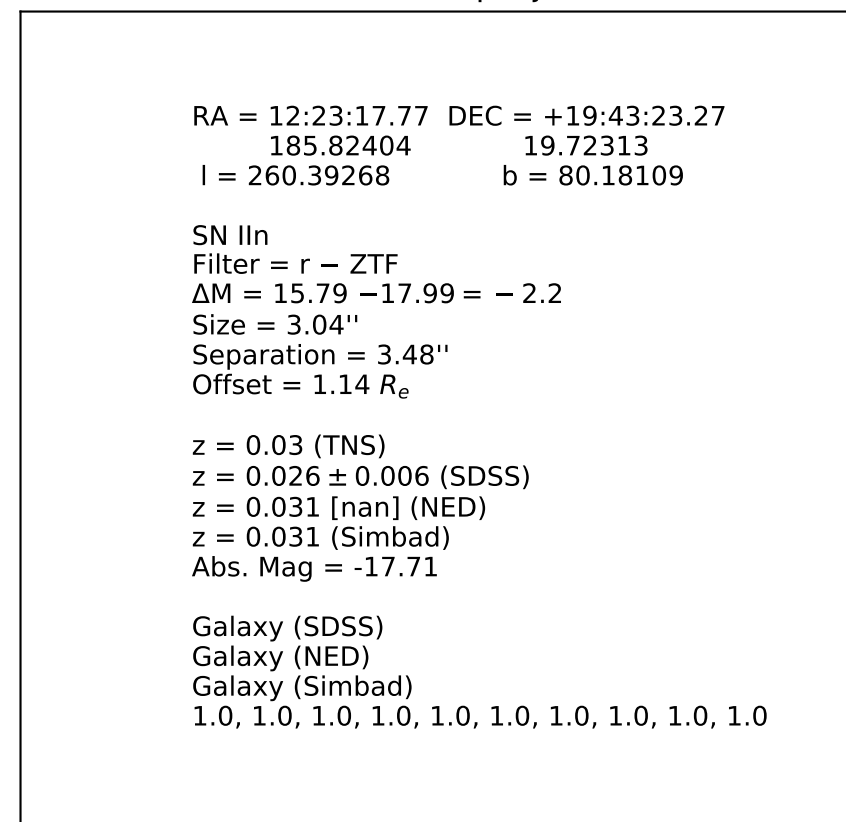 RA = 12:23:17.77  DEC = +19:43:23.27
185.82404  19.72313
l = 260.39268  b = 80.18109
SN IIn
Filter = r − ZTF
ΔM = 15.79 −17.99 = − 2.2
Size = 3.04''
Separation = 3.48''
Offset = 1.14 Rₑ
z = 0.03 (TNS)
z = 0.026 ± 0.006 (SDSS)
z = 0.031 [nan] (NED)
z = 0.031 (Simbad)
Abs. Mag = -17.71
Galaxy (SDSS)
Galaxy (NED)
Galaxy (Simbad)
1.0, 1.0, 1.0, 1.0, 1.0, 1.0, 1.0, 1.0, 1.0, 1.0